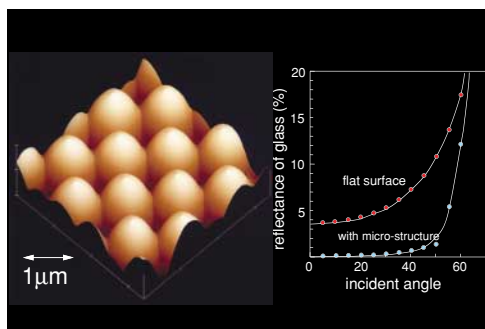 1μm
reflectance of glass (%)
20
15
10
5
flat surface
with micro-structure
0
20
40
60
incident angle